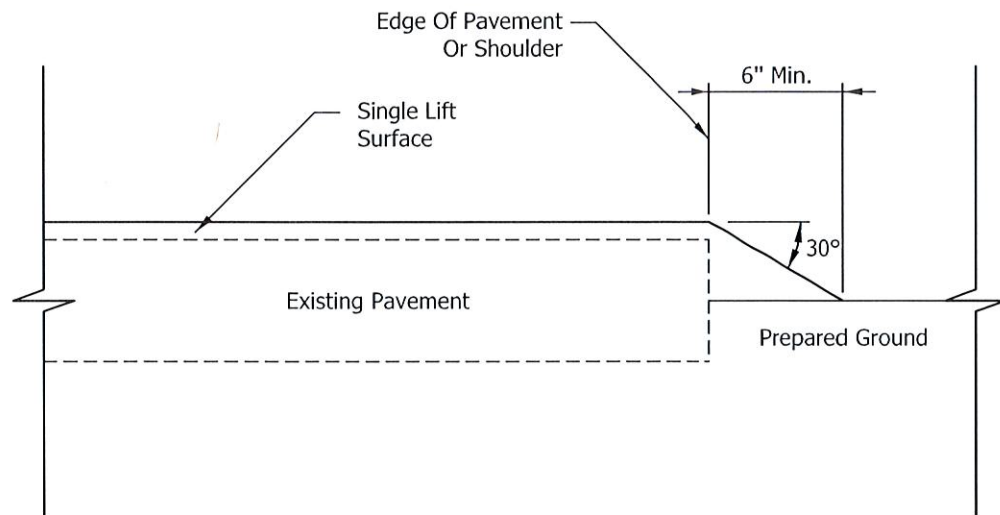 Edge Of Pavement
Or Shoulder
6" Min.
Single Lift
Surface
30°
Existing Pavement
Prepared Ground